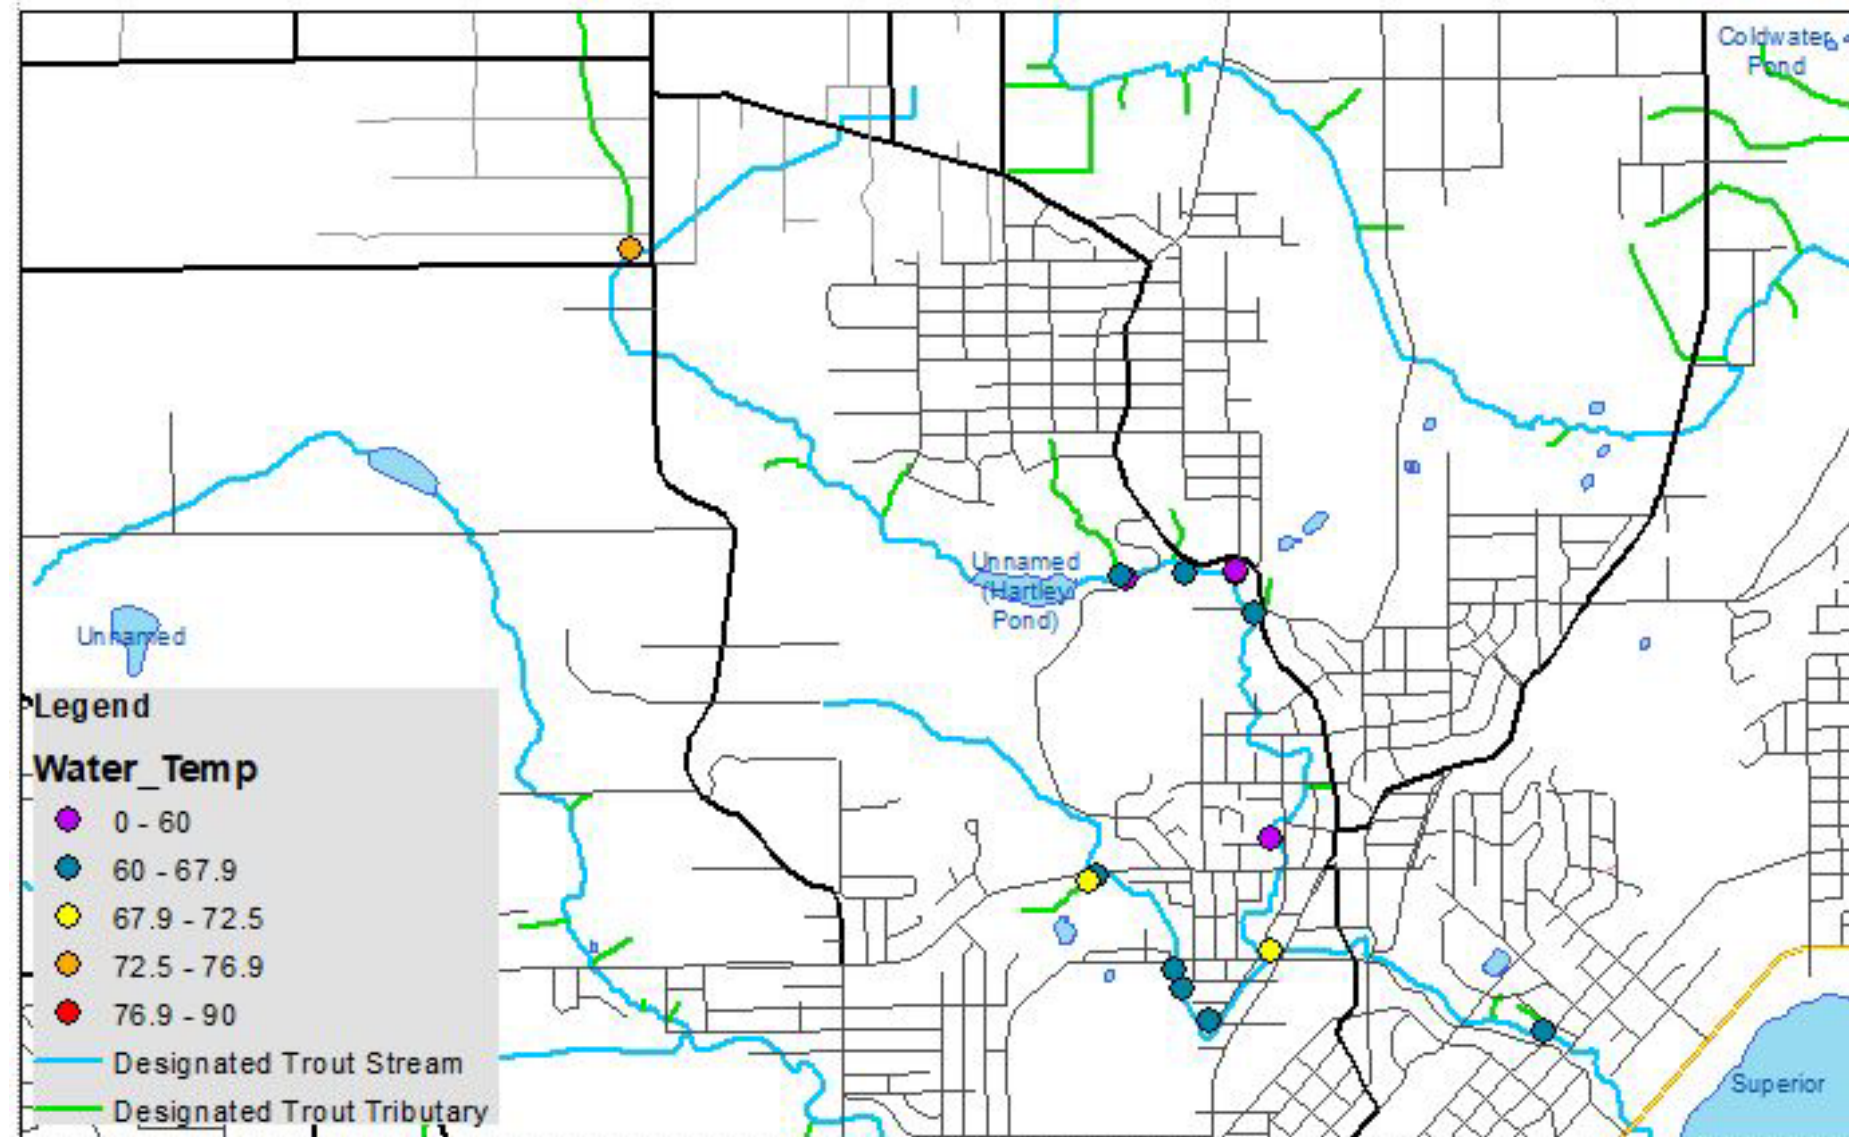 Coldwater
Pond
Unnamed
(Hartley
Pond)
Unnamed
Legend
Water_Temp
0 - 60
60 - 67.9
67.9 - 72.5
72.5 - 76.9
76.9 - 90
Designated Trout Stream
Designated Trout Tributary
Superior